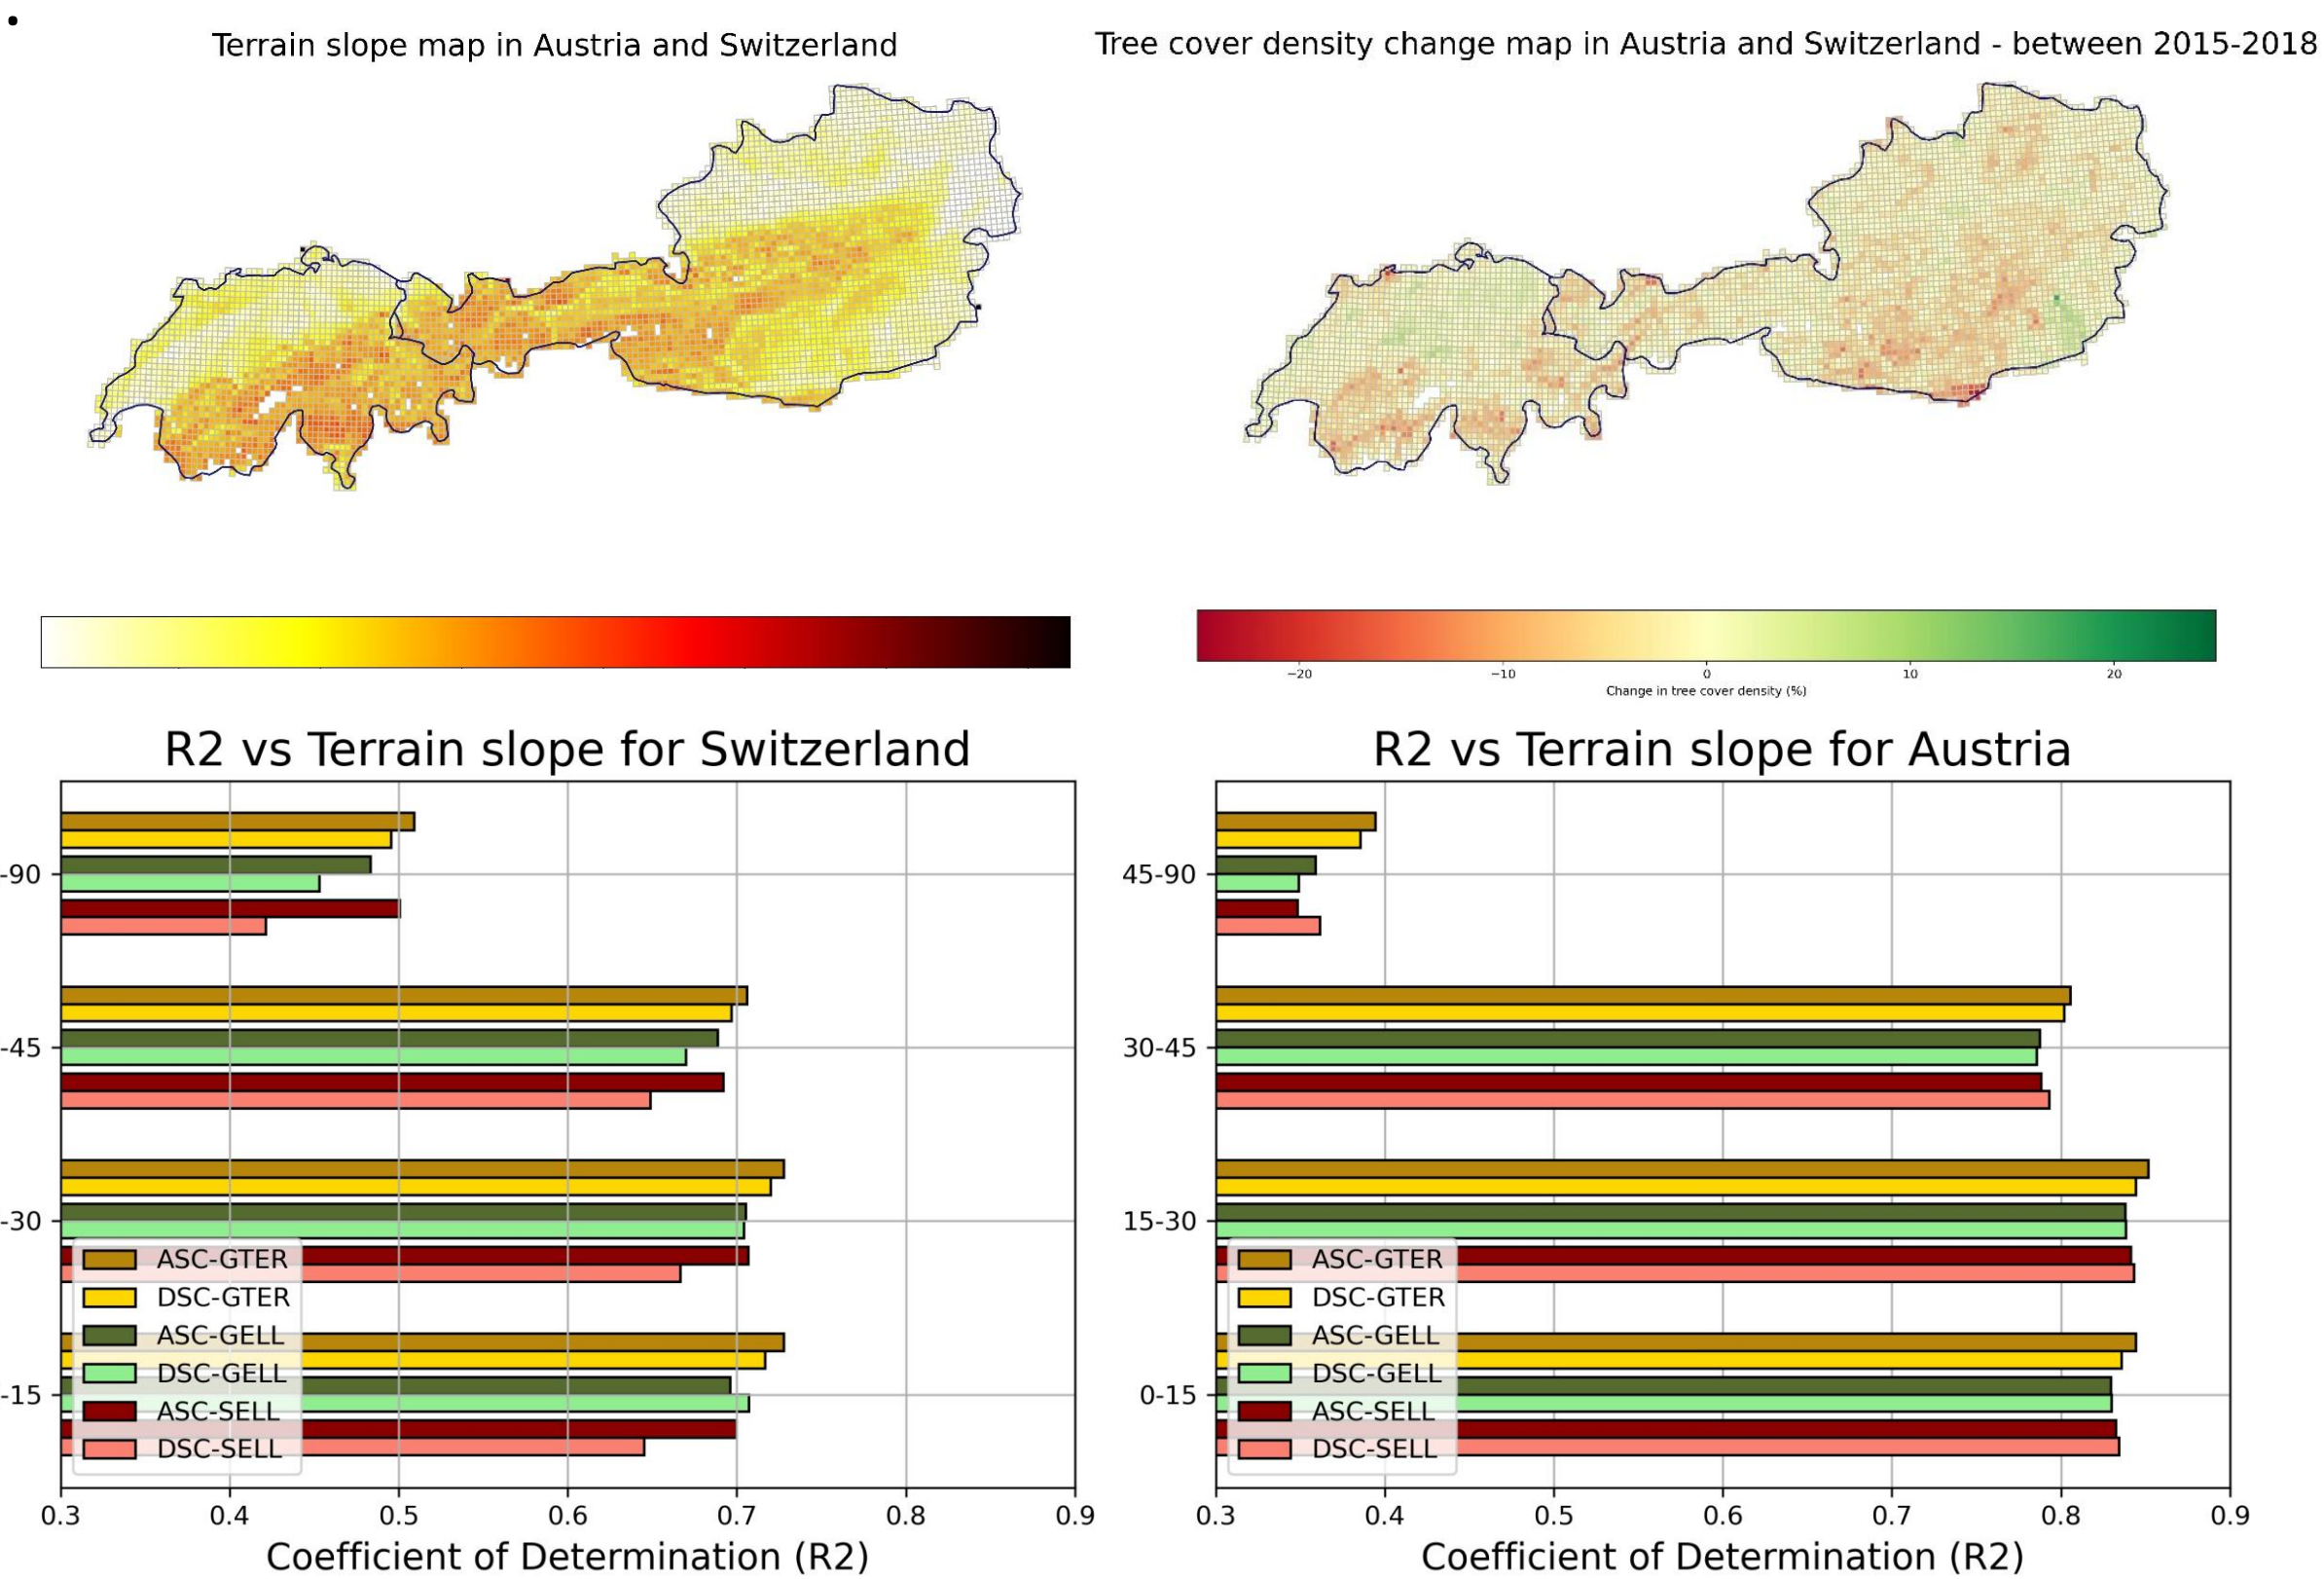 •
Terrain slope map in Austria and Switzerland
Tree cover density change map in Austria and Switzerland - between 2015-2018
−20 −10 0 10 20
Change in tree cover density (%)
R2 vs Terrain slope for Switzerland
-90
-45
-30
-15
ASC-GTER
DSC-GTER
ASC-GELL
DSC-GELL
ASC-SELL
DSC-SELL
0.3 0.4 0.5 0.6 0.7 0.8 0.9
Coefficient of Determination (R2)
R2 vs Terrain slope for Austria
45-90
30-45
15-30
0-15
ASC-GTER
DSC-GTER
ASC-GELL
DSC-GELL
ASC-SELL
DSC-SELL
0.3 0.4 0.5 0.6 0.7 0.8 0.9
Coefficient of Determination (R2)